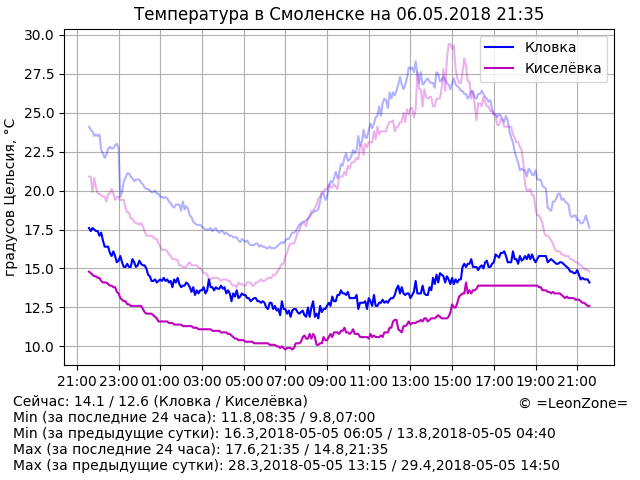 Температура в Смоленске на 06.05.2018 21:35
градусов Цельсия, °C
30.0
27.5
25.0
22.5
20.0
17.5
15.0
12.5
10.0
Кловка
Киселёвка
21:00 23:00 01:00 03:00 05:00 07:00 09:00 11:00 13:00 15:00 17:00 19:00 21:00
Сейчас: 14.1 / 12.6 (Кловка / Киселёвка)
© =LeonZone=
Min (за последние 24 часа): 11.8,08:35 / 9.8,07:00
Min (за предыдущие сутки): 16.3,2018-05-05 06:05 / 13.8,2018-05-05 04:40
Max (за последние 24 часа): 17.6,21:35 / 14.8,21:35
Max (за предыдущие сутки): 28.3,2018-05-05 13:15 / 29.4,2018-05-05 14:50